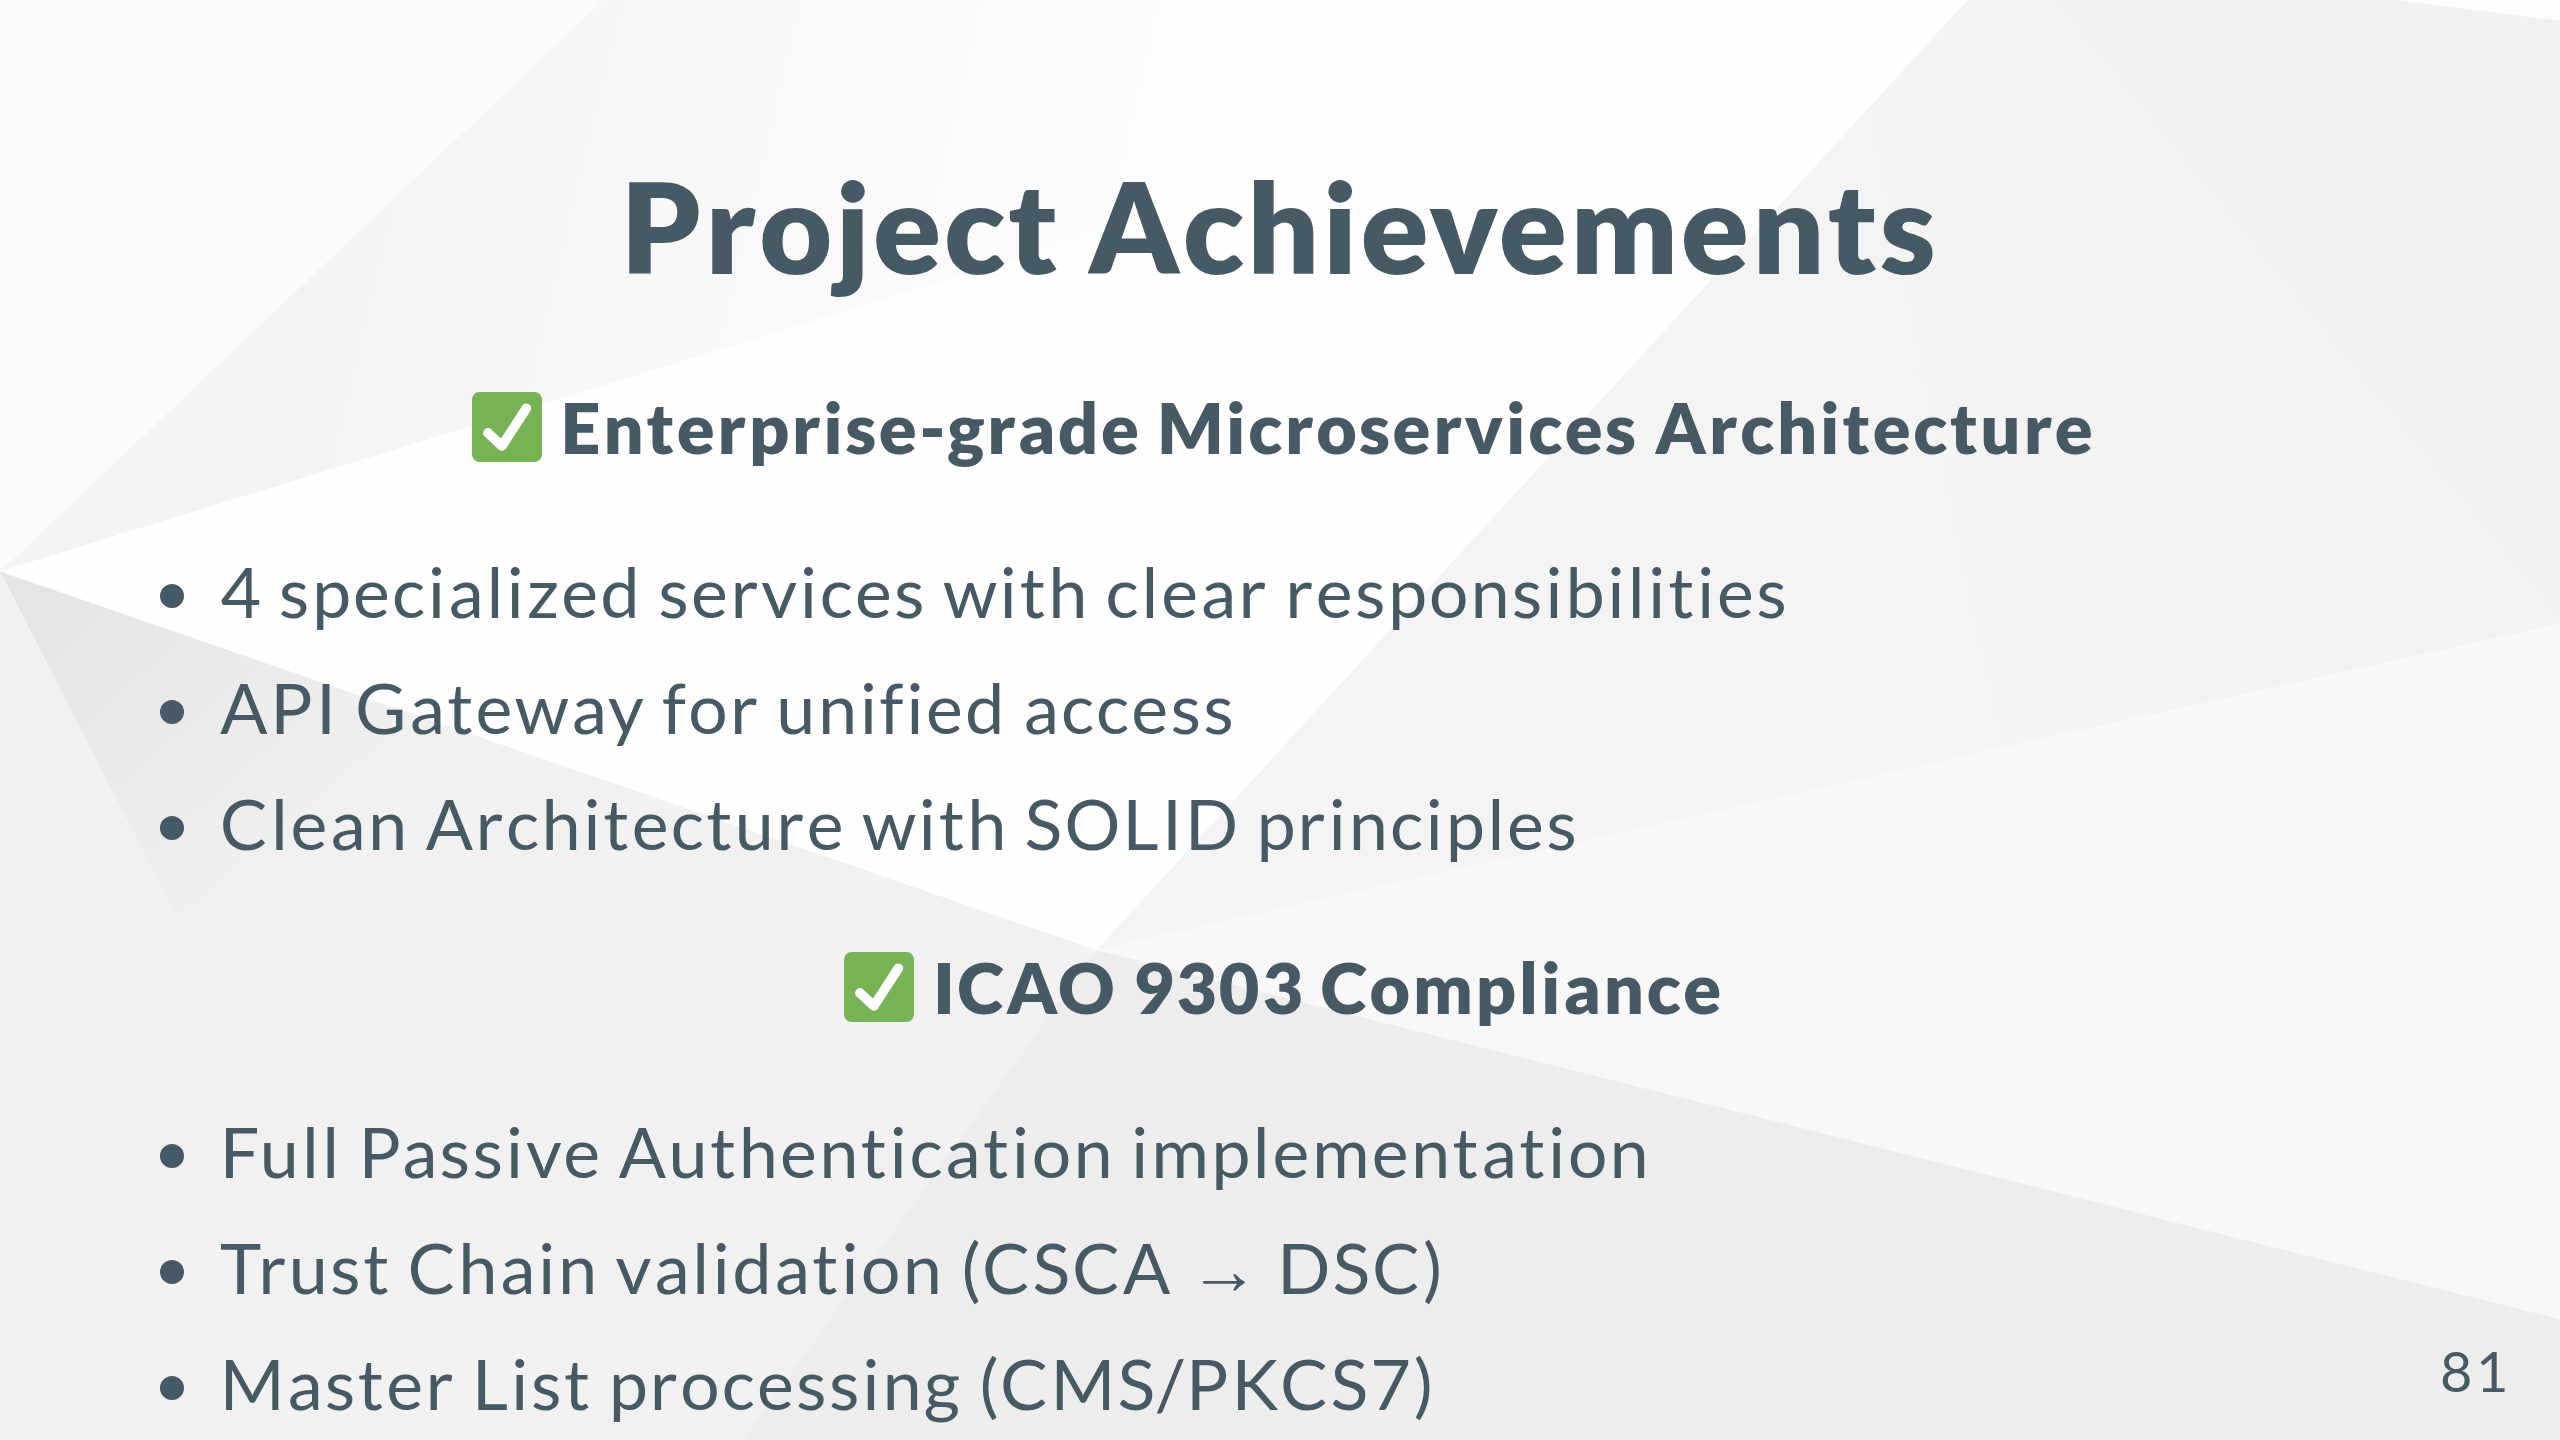 Project Achievements
✅ Enterprise-grade Microservices Architecture
• 4 specialized services with clear responsibilities
• API Gateway for unified access
• Clean Architecture with SOLID principles
✅ ICAO 9303 Compliance
• Full Passive Authentication implementation
• Trust Chain validation (CSCA → DSC)
• Master List processing (CMS/PKCS7)
81